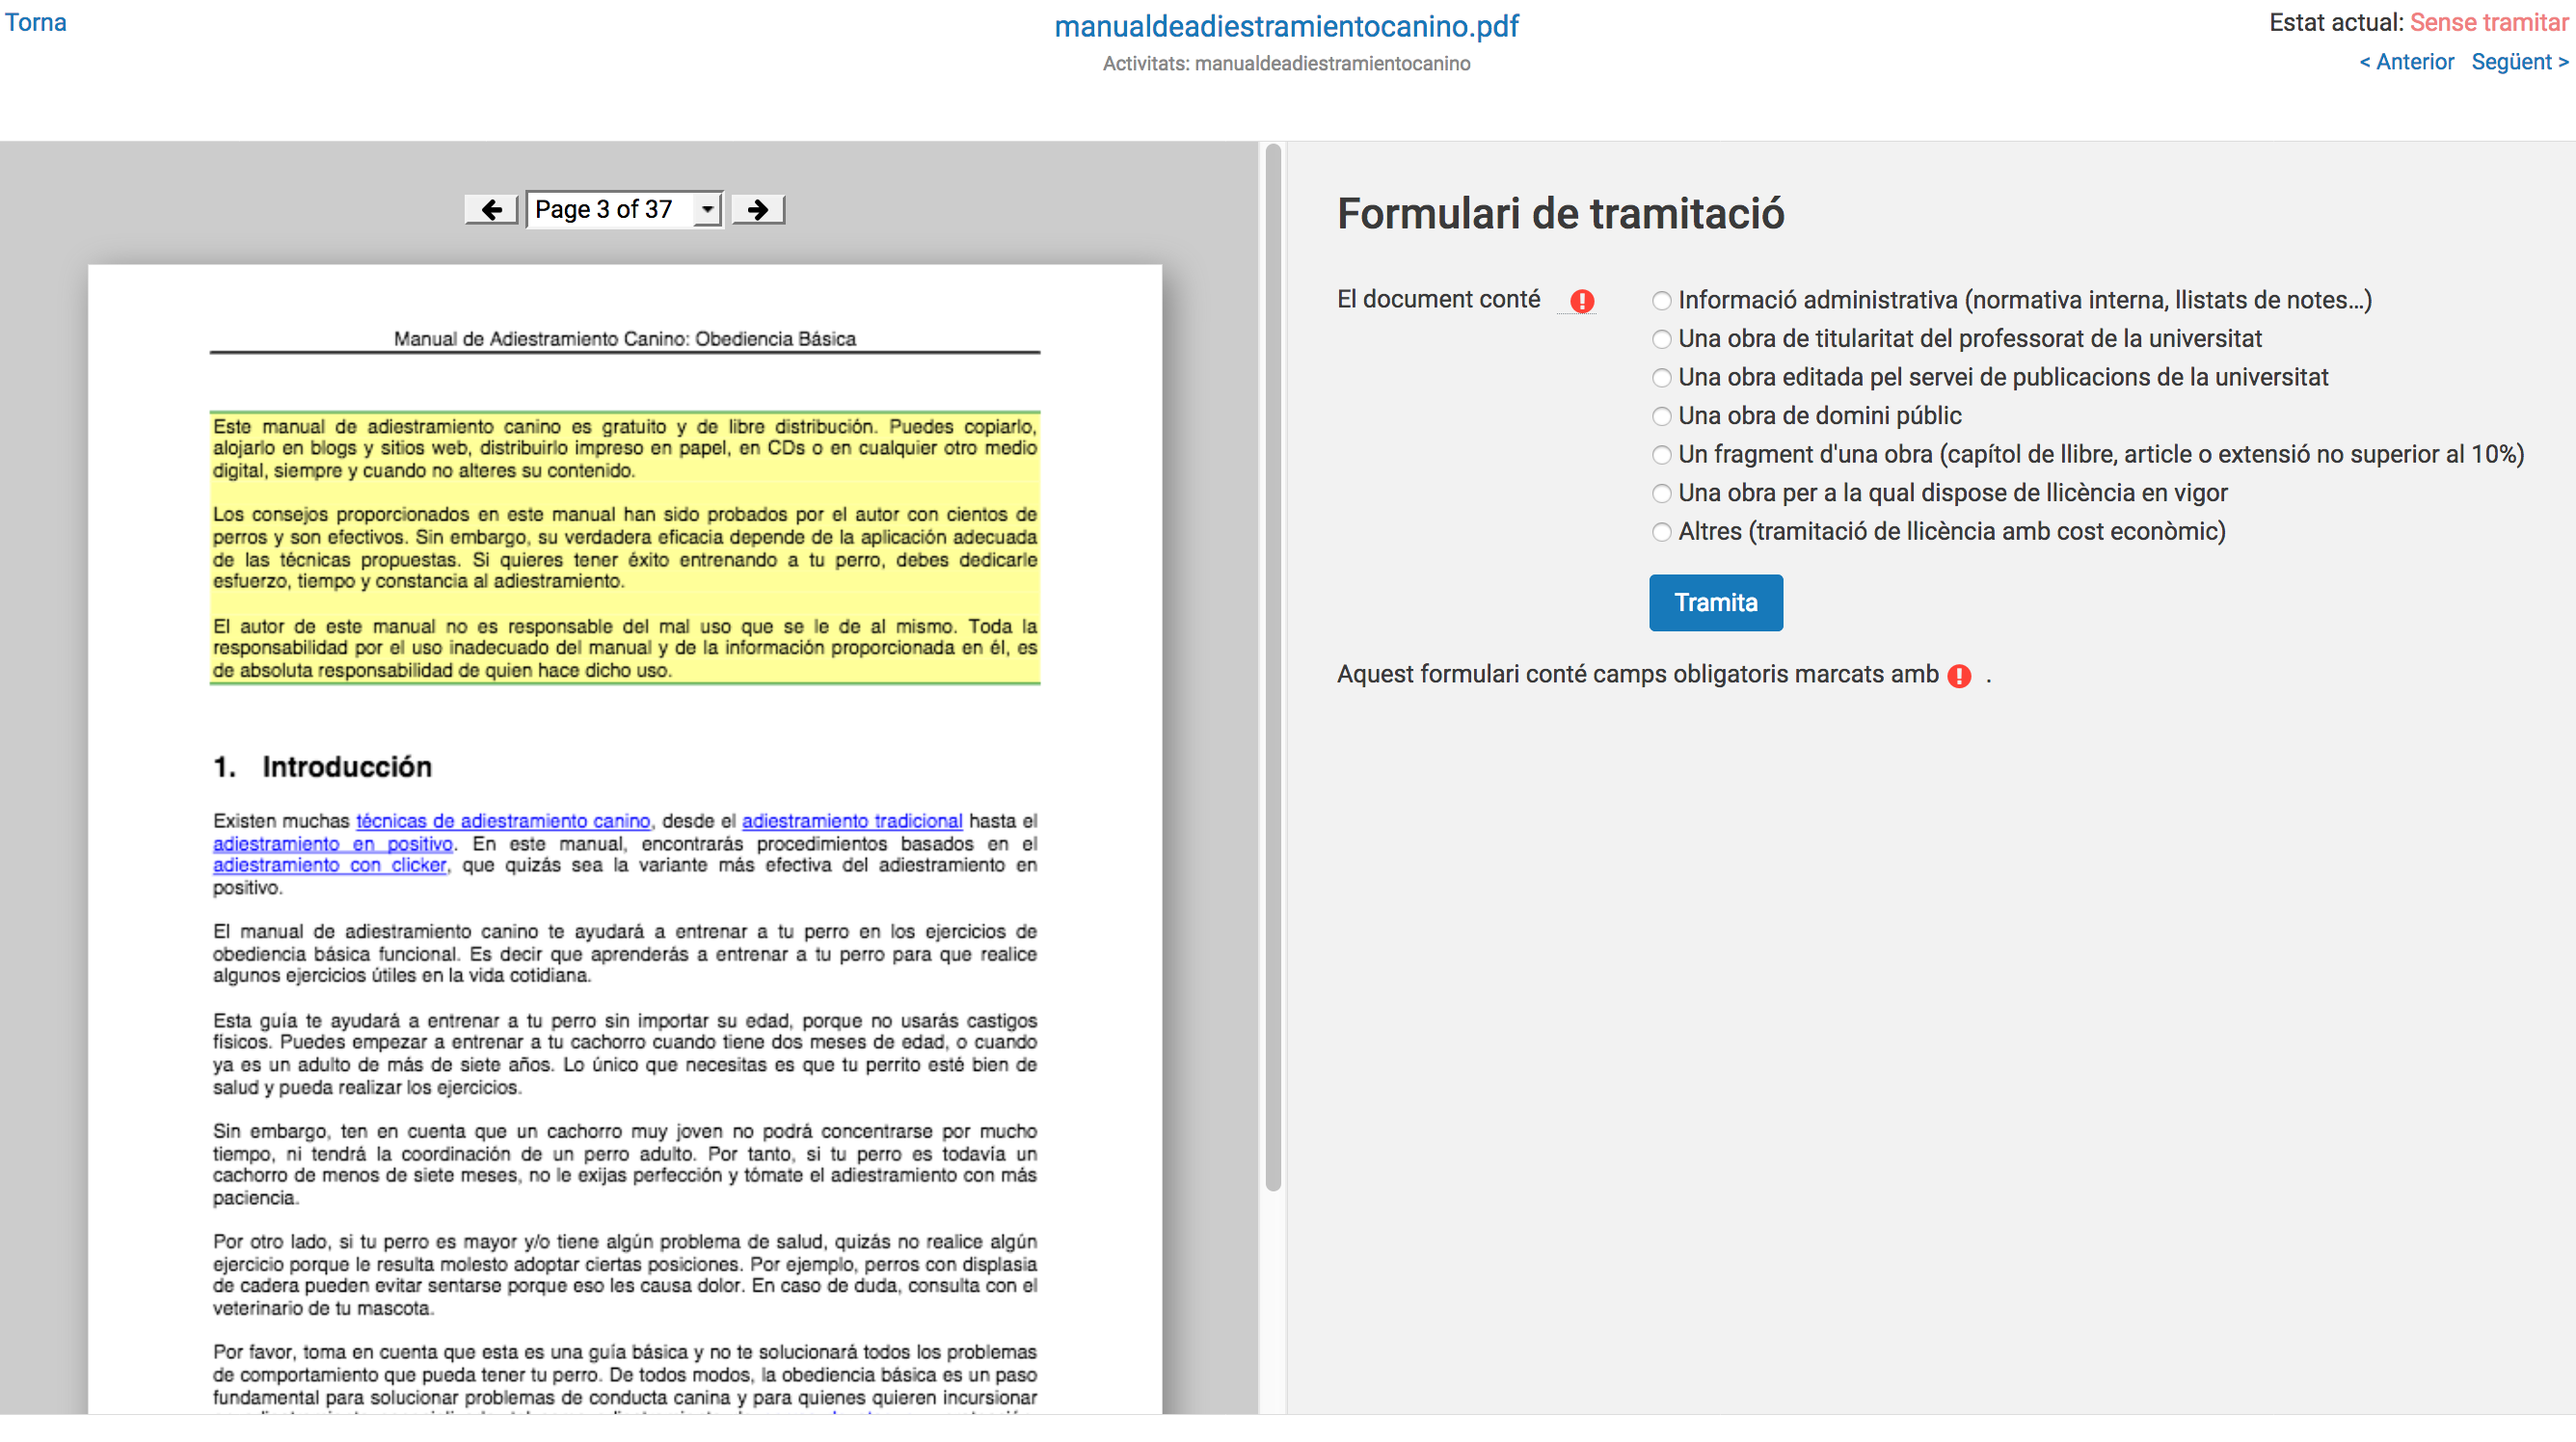 Torna
manualdeadiestramientocanino.pdf
Activitats: manualdeadiestramientocanino
Estat actual: Sense tramitar
< Anterior Següent >
Page 3 of 37
Manual de Adiestramiento Canino: Obediencia Básica
Este manual de adiestramiento canino es gratuito y de libre distribución. Puedes copiarlo,
alojarlo en blogs y sitios web, distribuirlo impreso en papel, en CDs o en cualquier otro medio
digital, siempre y cuando no alteres su contenido.
Los consejos proporcionados en este manual han sido probados por el autor con cientos de
perros y son efectivos. Sin embargo, su verdadera eficacia depende de la aplicación adecuada
de las técnicas propuestas. Si quieres tener éxito entrenando a tu perro, debes dedicarle
esfuerzo, tiempo y constancia al adiestramiento.
El autor de este manual no es responsable del mal uso que se le de al mismo. Toda la
responsabilidad por el uso inadecuado del manual y de la información proporcionada en él, es
de absoluta responsabilidad de quien hace dicho uso.
1. Introducción
Existen muchas técnicas de adiestramiento canino, desde el adiestramiento tradicional hasta el
adiestramiento en positivo. En este manual, encontrarás procedimientos basados en el
adiestramiento con clicker, que quizás sea la variante más efectiva del adiestramiento en
positivo.
El manual de adiestramiento canino te ayudará a entrenar a tu perro en los ejercicios de
obediencia básica funcional. Es decir que aprenderás a entrenar a tu perro para que realice
algunos ejercicios útiles en la vida cotidiana.
Esta guía te ayudará a entrenar a tu perro sin importar su edad, porque no usarás castigos
físicos. Puedes empezar a entrenar a tu cachorro cuando tiene dos meses de edad, o cuando
ya es un adulto de más de siete años. Lo único que necesitas es que tu perrito esté bien de
salud y pueda realizar los ejercicios.
Sin embargo, ten en cuenta que un cachorro muy joven no podrá concentrarse por mucho
tiempo, ni tendrá la coordinación de un perro adulto. Por tanto, si tu perro es todavía un
cachorro de menos de siete meses, no le exijas perfección y tómate el adiestramiento con más
paciencia.
Por otro lado, si tu perro es mayor y/o tiene algún problema de salud, quizás no realice algún
ejercicio porque le resulta molesto adoptar ciertas posiciones. Por ejemplo, perros con displasia
de cadera pueden evitar sentarse porque eso les causa dolor. En caso de duda, consulta con el
veterinario de tu mascota.
Por favor, toma en cuenta que esta es una guía básica y no te solucionará todos los problemas
de comportamiento que pueda tener tu perro. De todos modos, la obediencia básica es un paso
fundamental para solucionar problemas de conducta canina y para quienes quieren incursionar
Formulari de tramitació
El document conté
Informació administrativa (normativa interna, llistats de notes...)
Una obra de titularitat del professorat de la universitat
Una obra editada pel servei de publicacions de la universitat
Una obra de domini públic
Un fragment d'una obra (capítol de llibre, article o extensió no superior al 10%)
Una obra per a la qual dispose de llicència en vigor
Altres (tramitació de llicència amb cost econòmic)
Tramita
Aquest formulari conté camps obligatoris marcats amb .